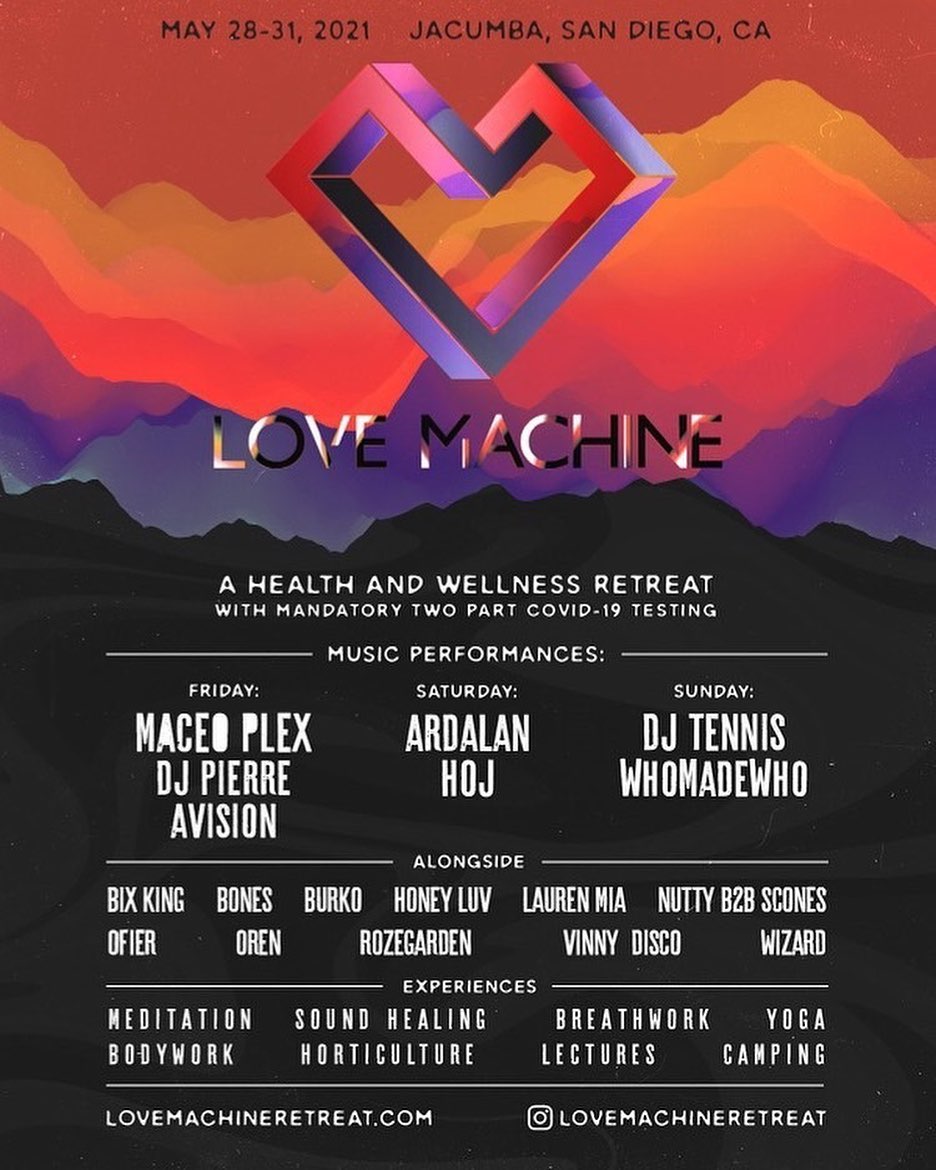 MAY 28-31, 2021 JACUMBA, SAN DIEGO, CA
LOVE MACHINE
A HEALTH AND WELLNESS RETREAT
WITH MANDATORY TWO PART COVID-19 TESTING
MUSIC PERFORMANCES:
FRIDAY:
MACEO PLEX
DJ PIERRE
AVISION
SATURDAY:
ARDALAN
HOJ
SUNDAY:
DJ TENNIS
WHOMADEWHO
ALONGSIDE
BIX KING BONES BURKO HONEY LUV LAUREN MIA NUTTY B2B SCONES
OFIER OREN ROZEGARDEN VINNY DISCO WIZARD
EXPERIENCES
MEDITATION SOUND HEALING BREATHWORK YOGA
BODYWORK HORTICULTURE LECTURES CAMPING
LOVEMACHINERETREAT.COM LOVEMACHINERETREAT